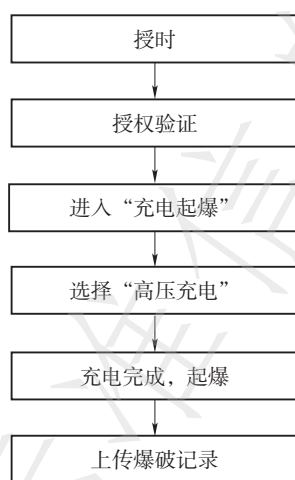 授时
授权验证
进入“充电起爆”
选择“高压充电”
充电完成，起爆
上传爆破记录